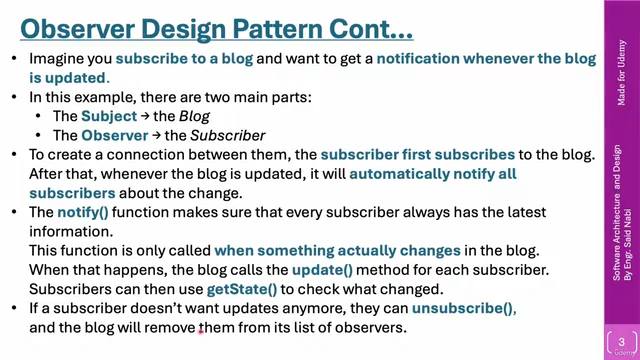 Observer Design Pattern Cont...
• Imagine you subscribe to a blog and want to get a notification whenever the blog
is updated.
• In this example, there are two main parts:
• The Subject → the Blog
• The Observer → the Subscriber
• To create a connection between them, the subscriber first subscribes to the blog.
After that, whenever the blog is updated, it will automatically notify all
subscribers about the change.
• The notify() function makes sure that every subscriber always has the latest
information.
This function is only called when something actually changes in the blog.
When that happens, the blog calls the update() method for each subscriber.
Subscribers can then use getState() to check what changed.
• If a subscriber doesn’t want updates anymore, they can unsubscribe(),
and the blog will remove them from its list of observers.
Made for Udemy
Software Architecture and Design
By Engr. Said Nabi
3
Udemy